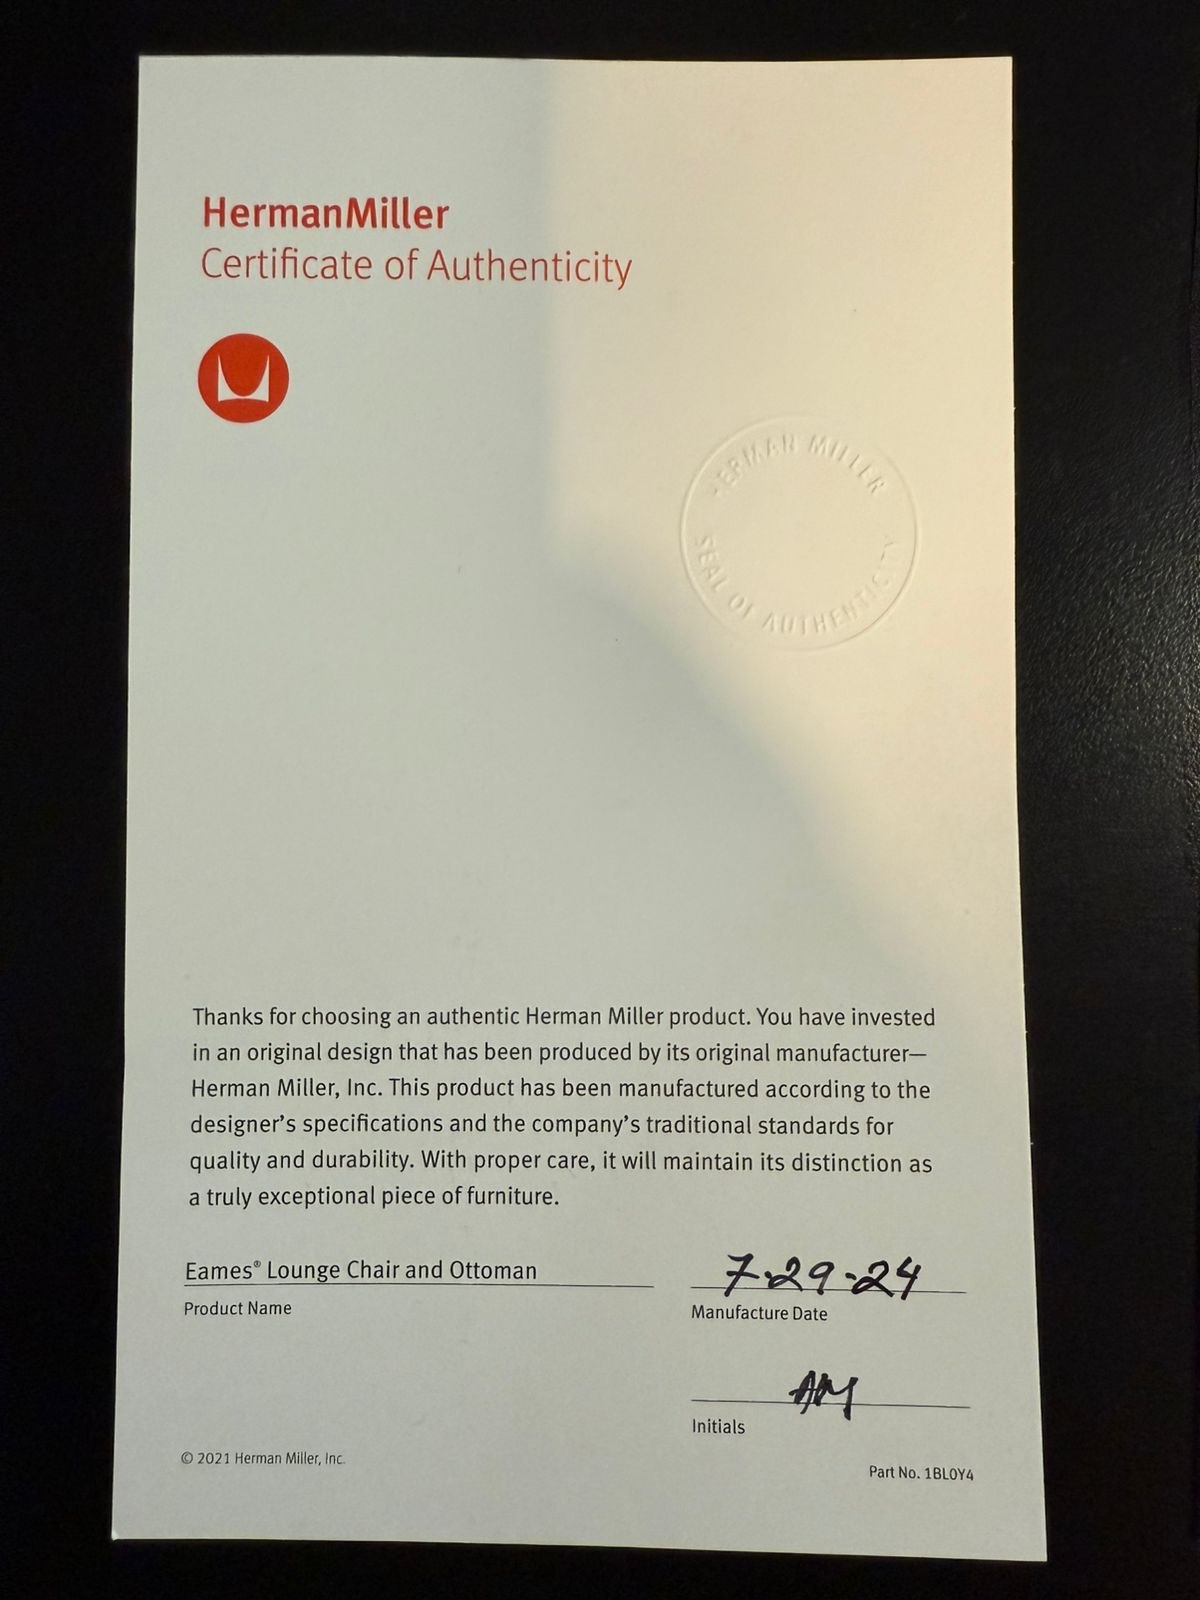 HermanMiller
Certificate of Authenticity
HERMAN MILLER
SEAL OF AUTHENTICITY
Thanks for choosing an authentic Herman Miller product. You have invested
in an original design that has been produced by its original manufacturer—
Herman Miller, Inc. This product has been manufactured according to the
designer’s specifications and the company’s traditional standards for
quality and durability. With proper care, it will maintain its distinction as
a truly exceptional piece of furniture.
Eames® Lounge Chair and Ottoman
7-29-24
Product Name
Manufacture Date
AM
Initials
© 2021 Herman Miller, Inc.
Part No. 1BL0Y4